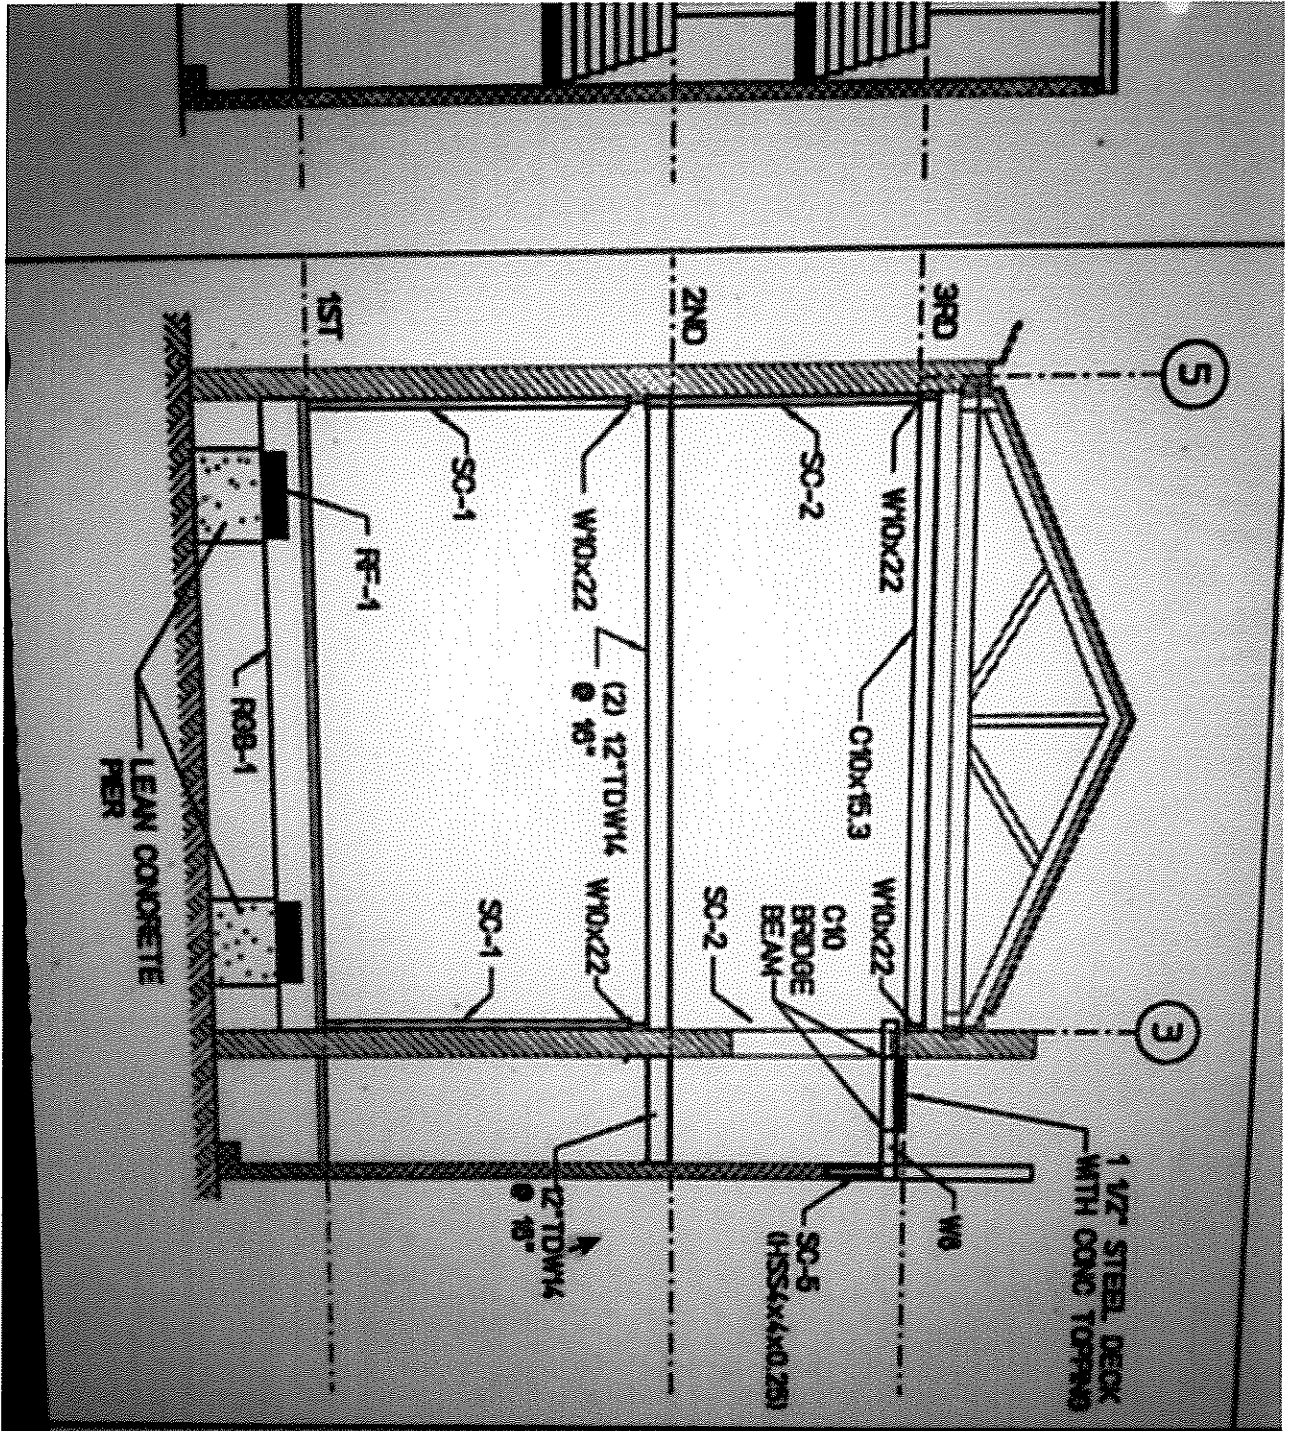 5
3
1 1/2" STEEL DECK
WITH CONC TOPPING
3RD
W8
W10x22
C10x15.3
W10x22
C10
BRIDGE
BEAM
SC-2
SC-2
SC-5
(HSS4x4x0.25)
2ND
(2) 12"TDW14
@ 16"
W10x22
W10x22
12"TDW14
@ 16"
SC-1
SC-1
RF-1
1ST
RGB-1
LEAN CONCRETE
PIER